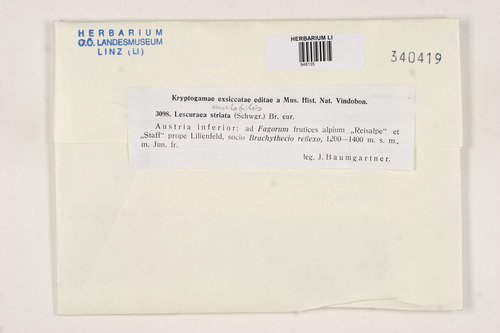 HERBARIUM
O.Ö. LANDESMUSEUM
LINZ (LI)
HERBARIUM LI
340419
Kryptogamae exsiccatae editae a Mus. Hist. Nat. Vindobon.
3098. Lescuraea striata (Schwgr.) Br. eur.
Austria inferior: ad Fagorum frutices alpium „Reisalpe“ et
„Staff“ prope Lilienfeld, socio Brachythecio reflexo, 1200—1400 m. s. m.,
m. Jun. fr.
leg. J. Baumgartner.